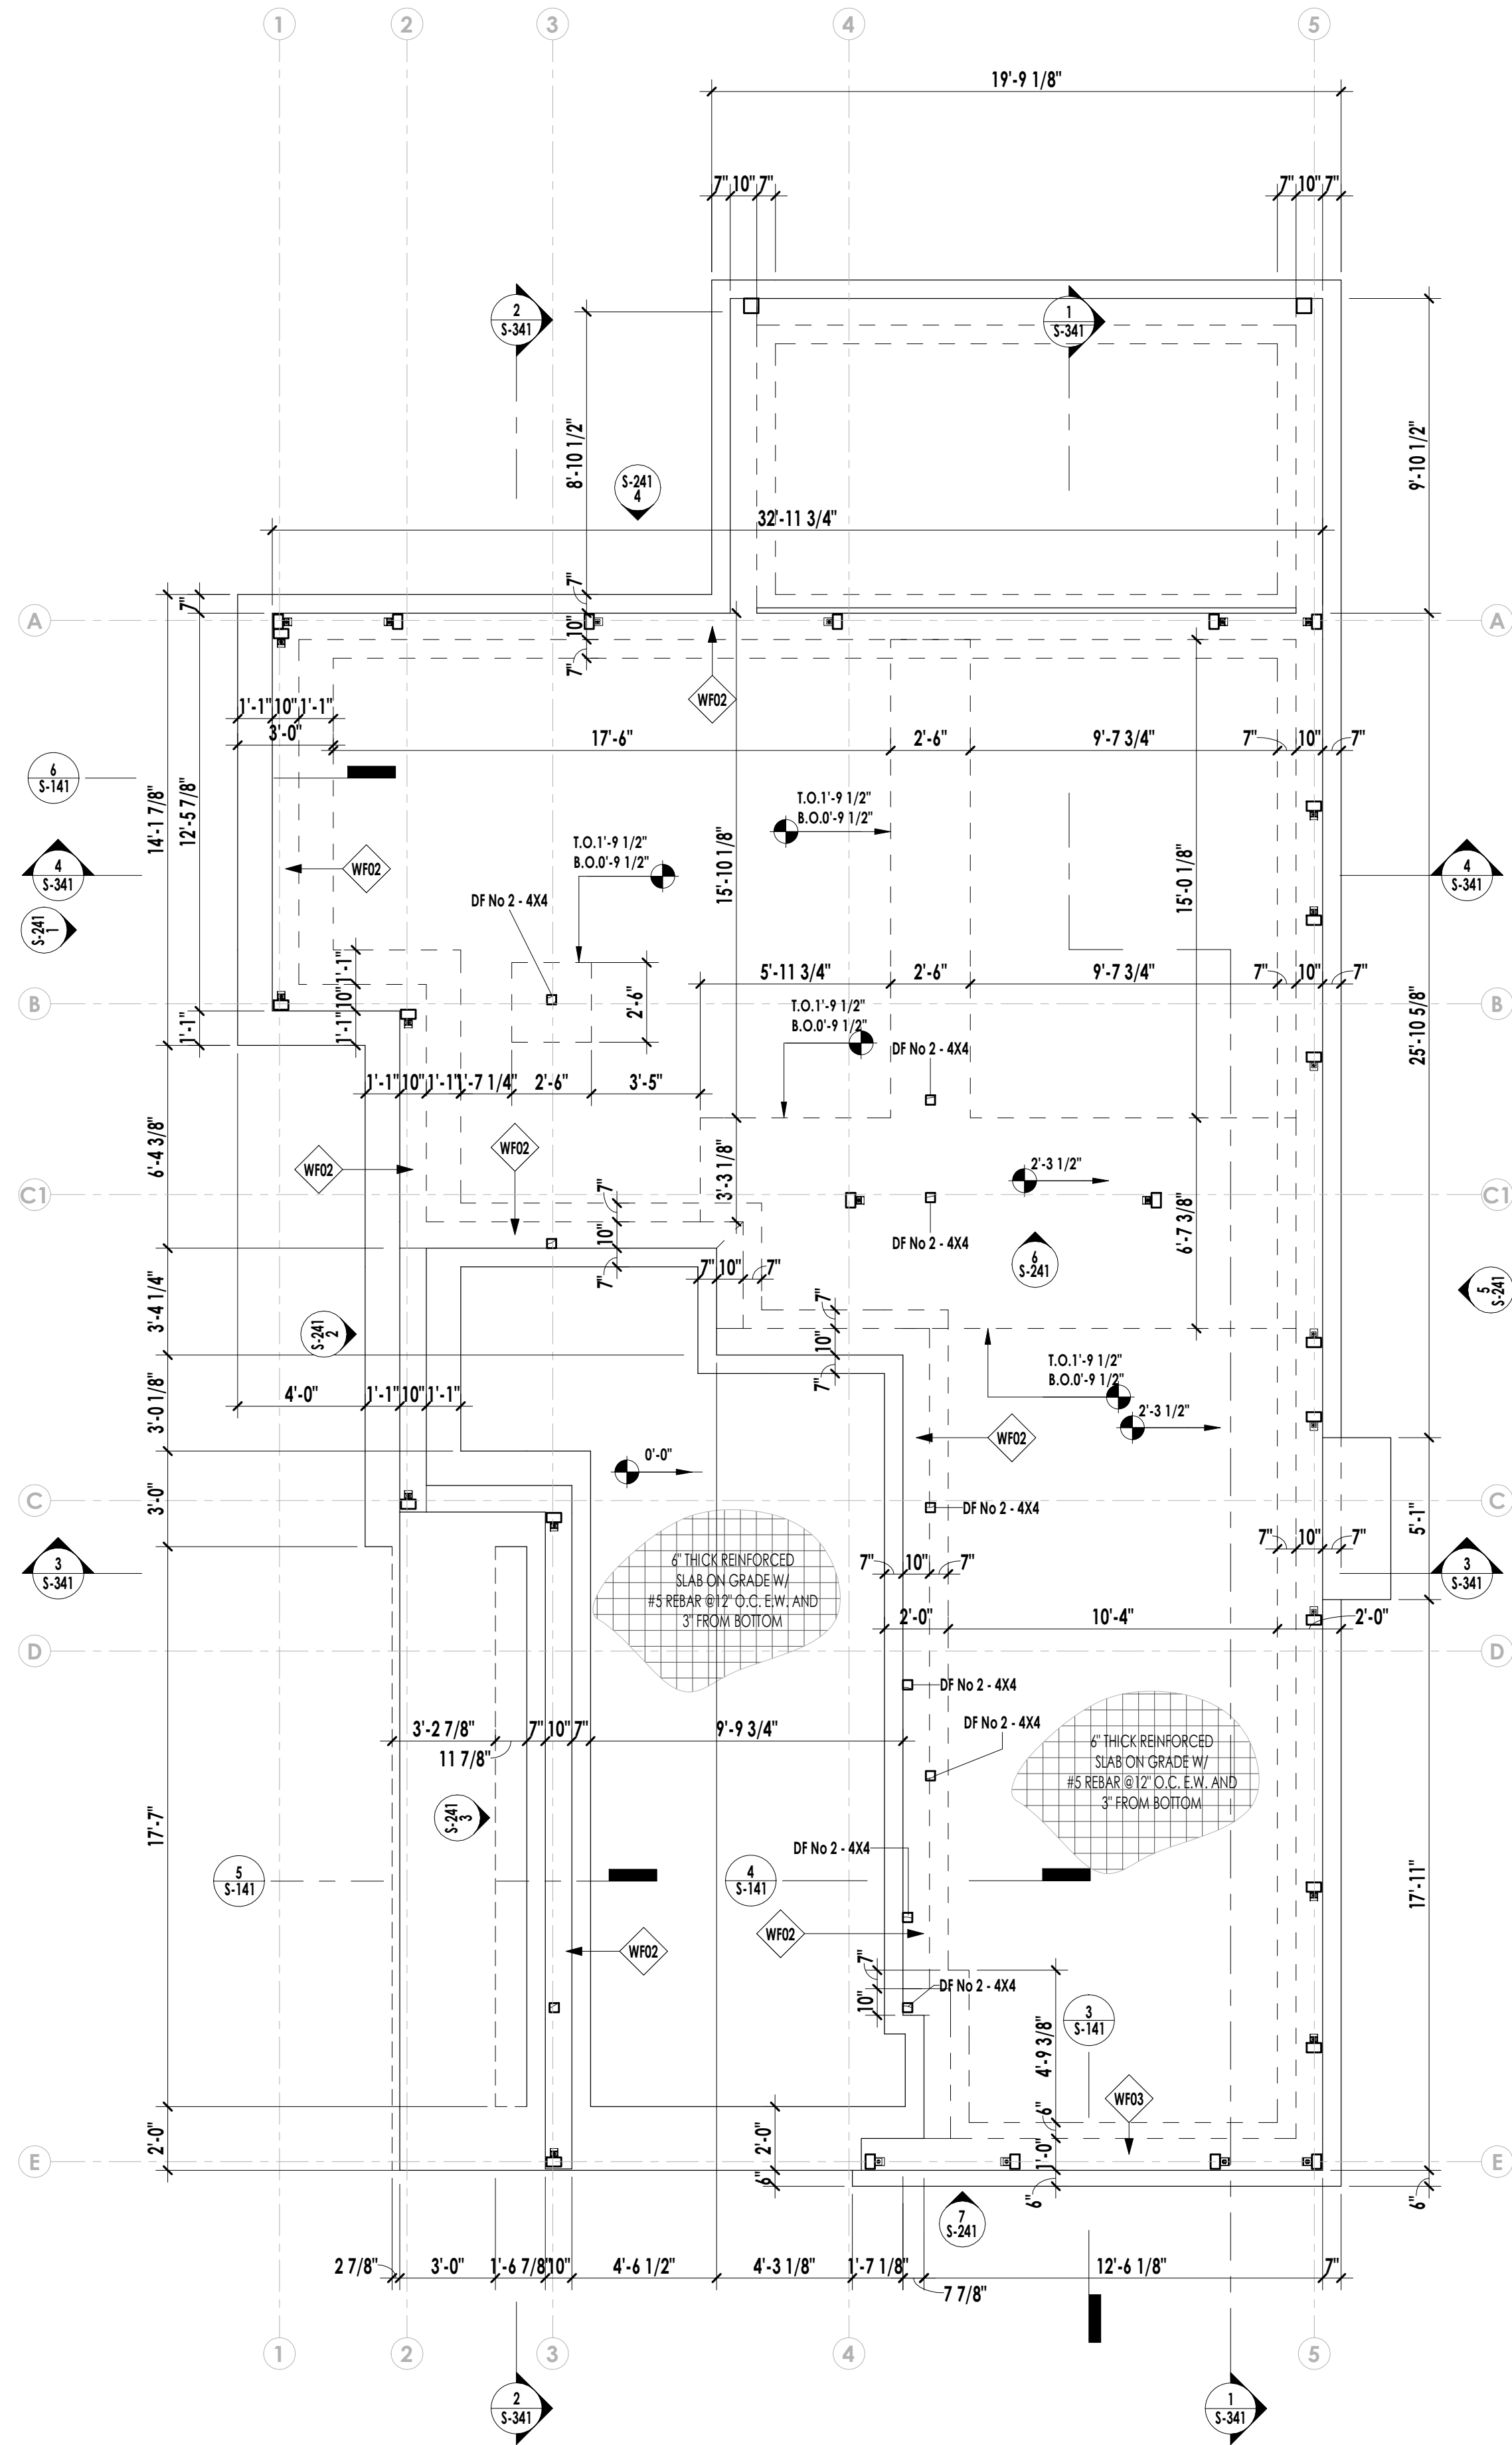 1 2 3 4 5
19'-9 1/8"
7" 10" 7" 7" 10" 7"
2
S-341
1
S-341
8'-10 1/2"
9'-10 1/2"
S-241
4
32'-11 3/4"
7"
7"
10"
7"
A A
WF02
1'-1" 10" 1'-1"
3'-0"
17'-6" 2'-6" 9'-7 3/4" 7" 10" 7"
6
S-141
14'-1 7/8"
12'-5 7/8"
T.O.1'-9 1/2"
B.O.0'-9 1/2"
T.O.1'-9 1/2"
B.O.0'-9 1/2"
15'-10 1/8"
15'-0 1/8"
WF02
4
S-341
4
S-341
DF No 2 - 4X4
S-241
1
1'-1"
10"
1'-1"
1'-1"
5'-11 3/4" 2'-6" 9'-7 3/4" 7" 10" 7"
2'-6"
B B
T.O.1'-9 1/2"
B.O.0'-9 1/2"
25'-10 5/8"
DF No 2 - 4X4
1'-1" 10" 1'-1" 1'-7 1/4" 2'-6" 3'-5"
6'-4 3/8"
WF02
WF02
3'-3 1/8"
2'-3 1/2"
7"
10"
7"
C1 C1
DF No 2 - 4X4
6'-7 3/8"
6
S-241
7" 10" 7"
5
S-241
3'-4 1/4"
S-241
2
7"
10"
7"
T.O.1'-9 1/2"
B.O.0'-9 1/2"
2'-3 1/2"
3'-0 1/8"
4'-0" 1'-1" 10" 1'-1"
WF02
0'-0"
3'-0"
C C
DF No 2 - 4X4
5'-1"
7" 10" 7"
3
S-341
3
S-341
6" THICK REINFORCED
SLAB ON GRADE W/
#5 REBAR @12" O.C. E.W. AND
3" FROM BOTTOM
7" 10" 7"
2'-0" 10'-4" 2'-0"
D D
DF No 2 - 4X4
DF No 2 - 4X4
3'-2 7/8" 7" 10" 7" 9'-9 3/4"
11 7/8"
6" THICK REINFORCED
SLAB ON GRADE W/
#5 REBAR @12" O.C. E.W. AND
3" FROM BOTTOM
17'-7"
S-241
3
DF No 2 - 4X4
5
S-141
4
S-141
17'-11"
WF02
WF02
7"
10"
DF No 2 - 4X4
3
S-141
4'-9 3/8"
WF03
6"
1'-0"
6"
2'-0"
2'-0"
6"
6"
E E
7
S-241
2 7/8" 3'-0" 1'-6 7/8" 10" 4'-6 1/2" 4'-3 1/8" 1'-7 1/8" 12'-6 1/8" 7"
7 7/8"
1 2 3 4 5
2
S-341
1
S-341